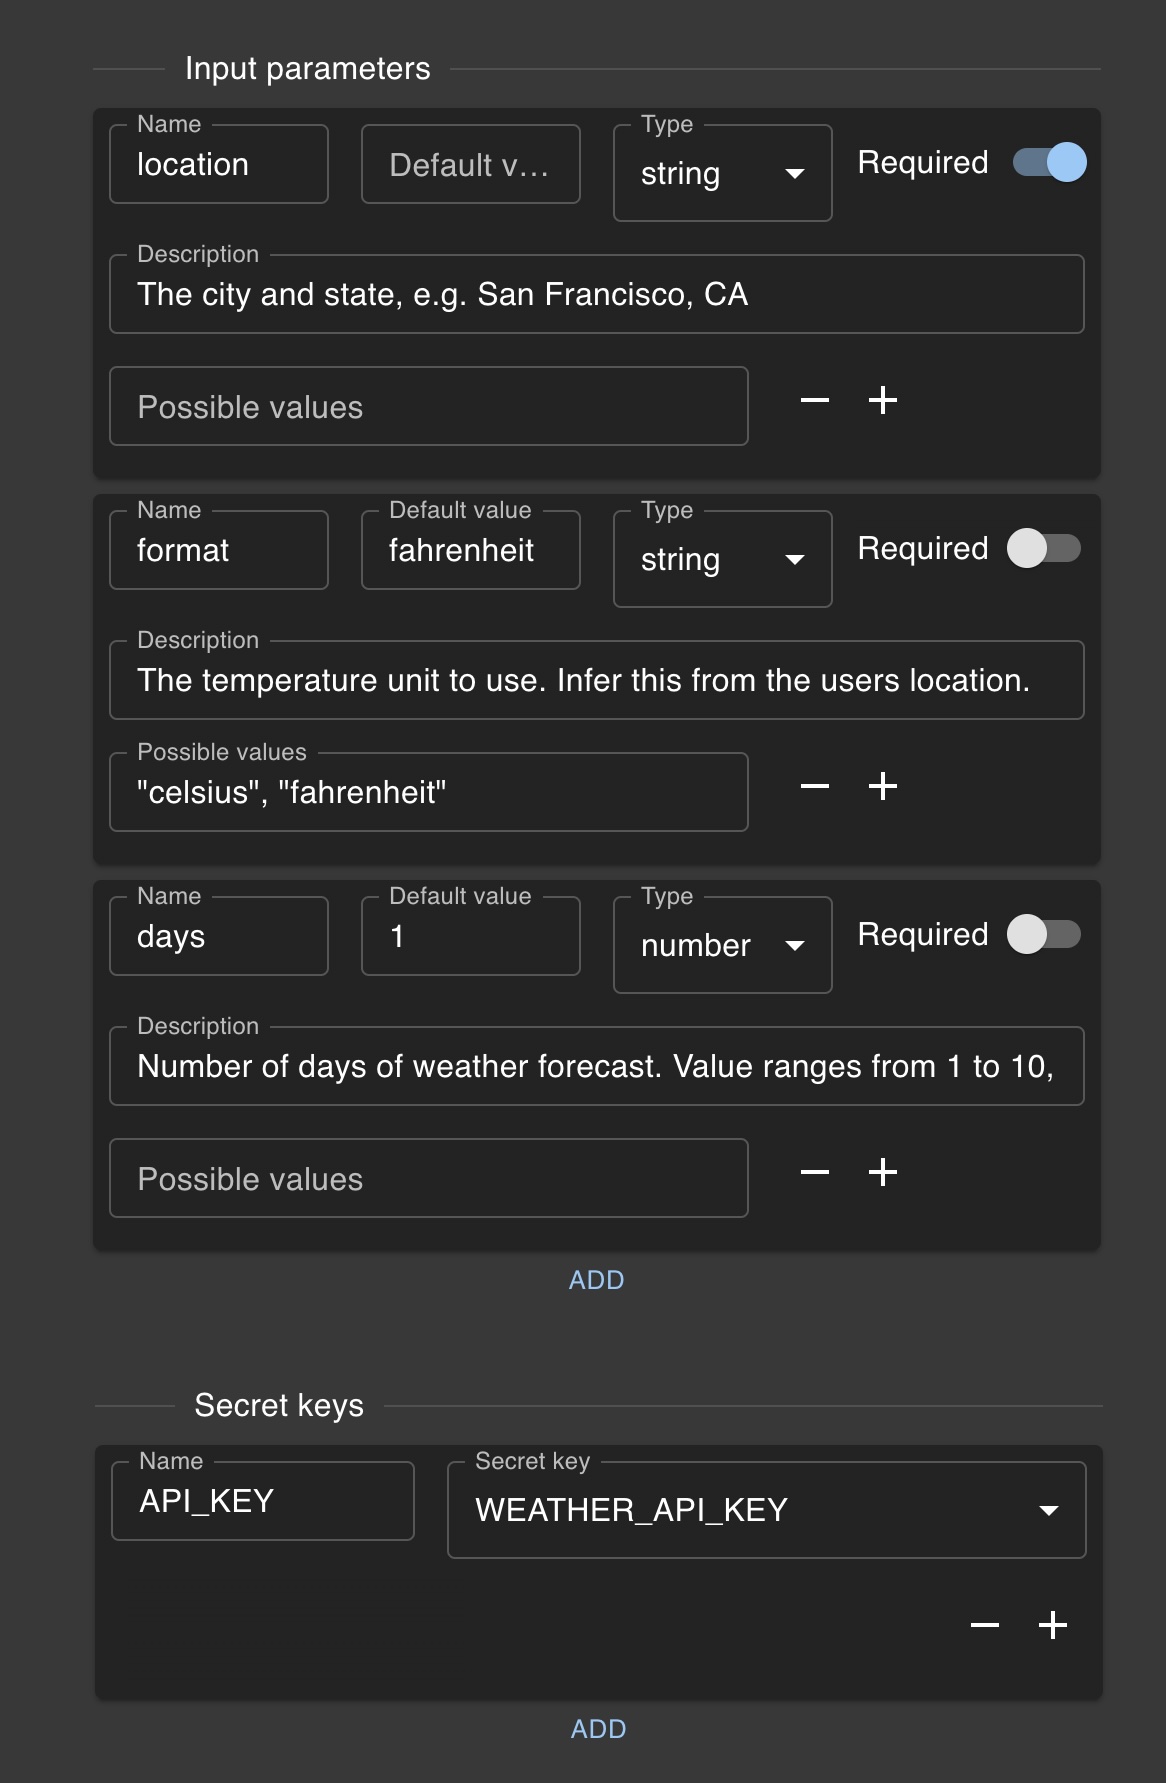 Input parameters
Name
location
Default v...
Type
string
Required
Description
The city and state, e.g. San Francisco, CA
Possible values
Name
format
Default value
fahrenheit
Type
string
Required
Description
The temperature unit to use. Infer this from the users location.
Possible values
"celsius", "fahrenheit"
Name
days
Default value
1
Type
number
Required
Description
Number of days of weather forecast. Value ranges from 1 to 10,
Possible values
ADD
Secret keys
Name
API_KEY
Secret key
WEATHER_API_KEY
ADD